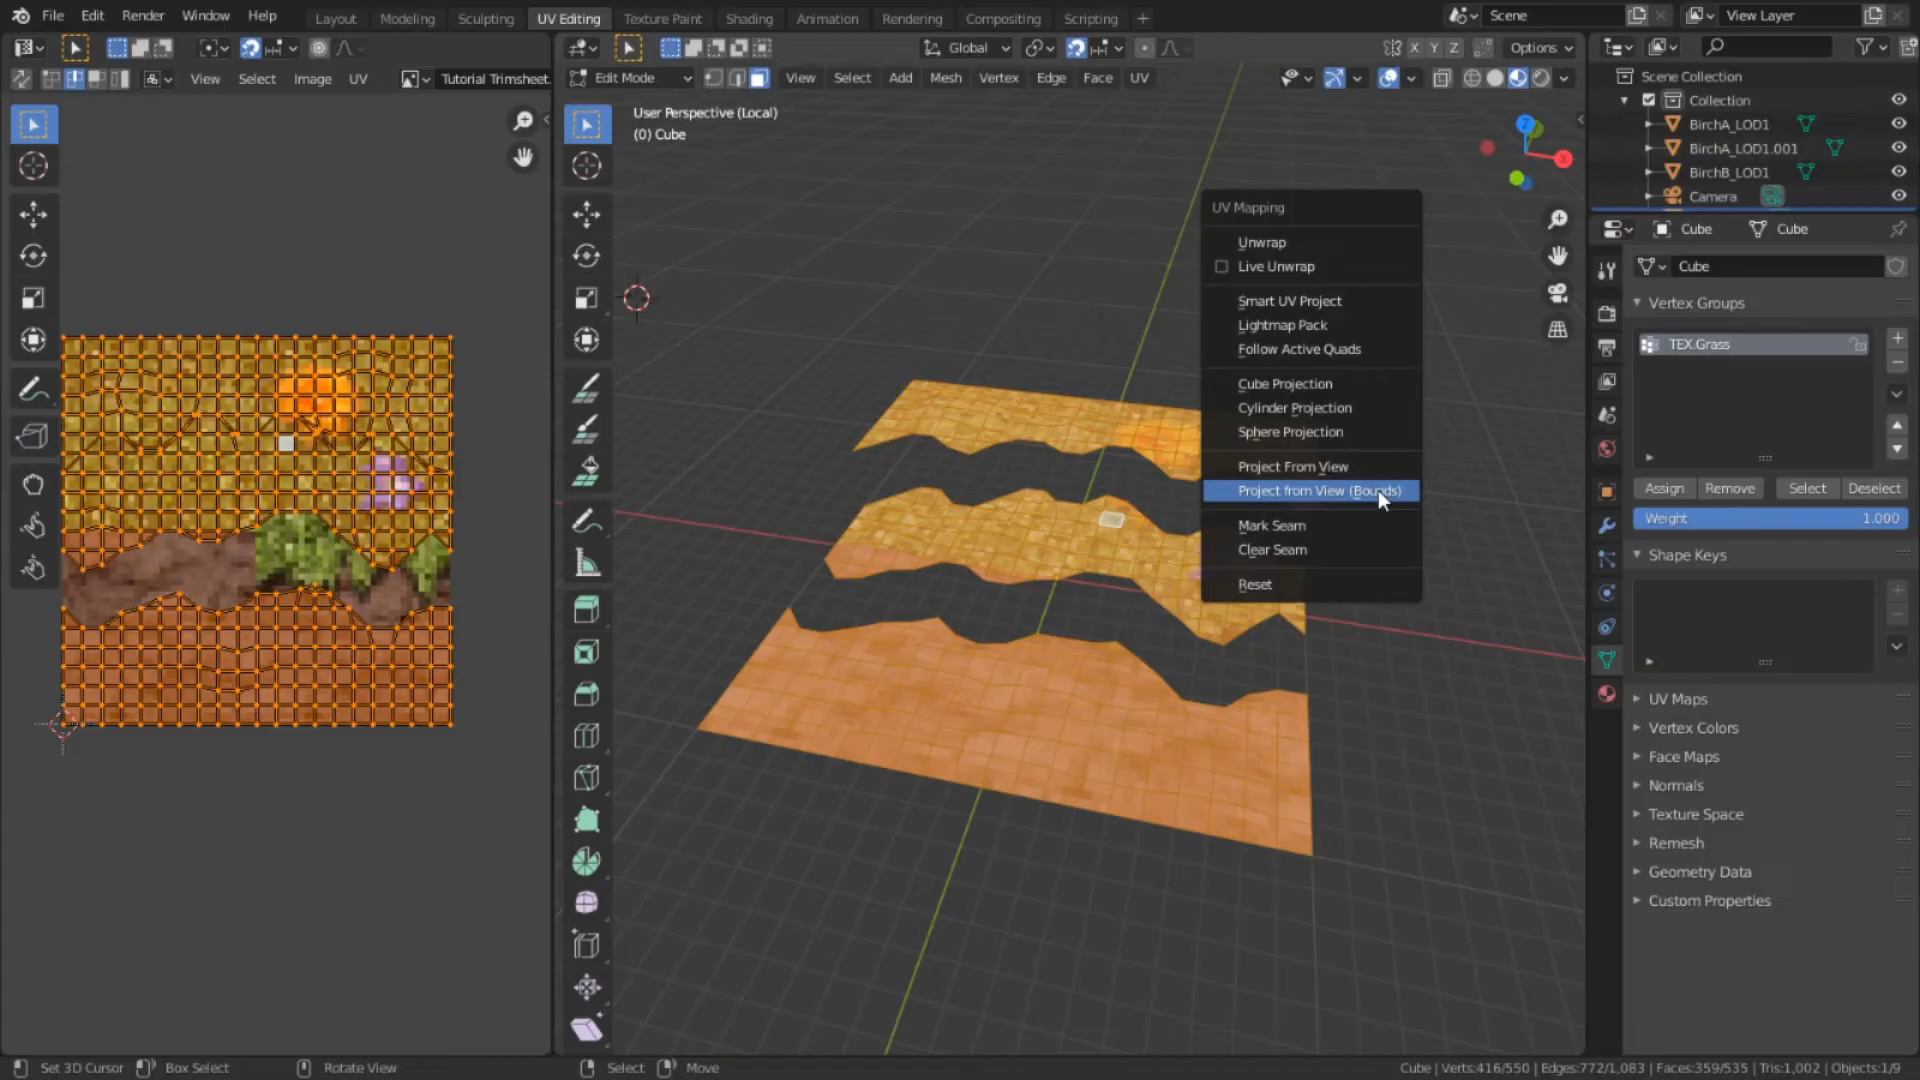 File Edit Render Window Help
Layout Modeling Sculpting UV Editing Texture Paint Shading Animation Rendering Compositing Scripting +
Scene
View Layer
Global
X Y Z
Options
View Select Image UV
Tutorial Trimsheet.
Edit Mode
View Select Add Mesh Vertex Edge Face UV
User Perspective (Local)
(0) Cube
Z
X
UV Mapping
Unwrap
Live Unwrap
Smart UV Project
Lightmap Pack
Follow Active Quads
Cube Projection
Cylinder Projection
Sphere Projection
Project From View
Project from View (Bounds)
Mark Seam
Clear Seam
Reset
Scene Collection
Collection
BirchA_LOD1
BirchA_LOD1.001
BirchB_LOD1
Camera
Cube Cube
Cube
Vertex Groups
TEX.Grass
Assign Remove Select Deselect
Weight 1.000
Shape Keys
UV Maps
Vertex Colors
Face Maps
Normals
Texture Space
Remesh
Geometry Data
Custom Properties
Set 3D Cursor Box Select Rotate View Select Move
Cube | Verts:416/550 | Edges:772/1,083 | Faces:359/535 | Tris:1,002 | Objects:1/9